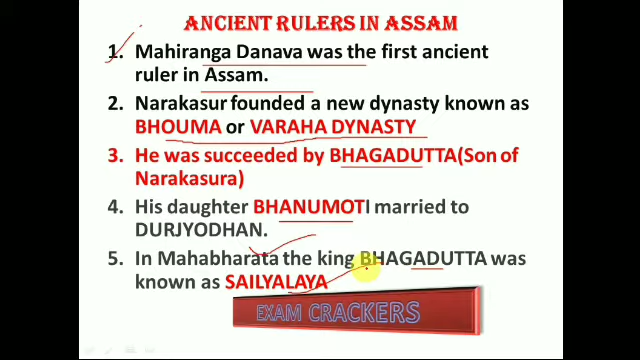 ANCIENT RULERS IN ASSAM
1. Mahiranga Danava was the first ancient
ruler in Assam.
2. Narakasur founded a new dynasty known as
BHOUMA or VARAHA DYNASTY
3. He was succeeded by BHAGADUTTA(Son of
Narakasura)
4. His daughter BHANUMOTI married to
DURJYODHAN.
5. In Mahabharata the king BHAGADUTTA was
known as SAILYALAYA
EXAM CRACKERS